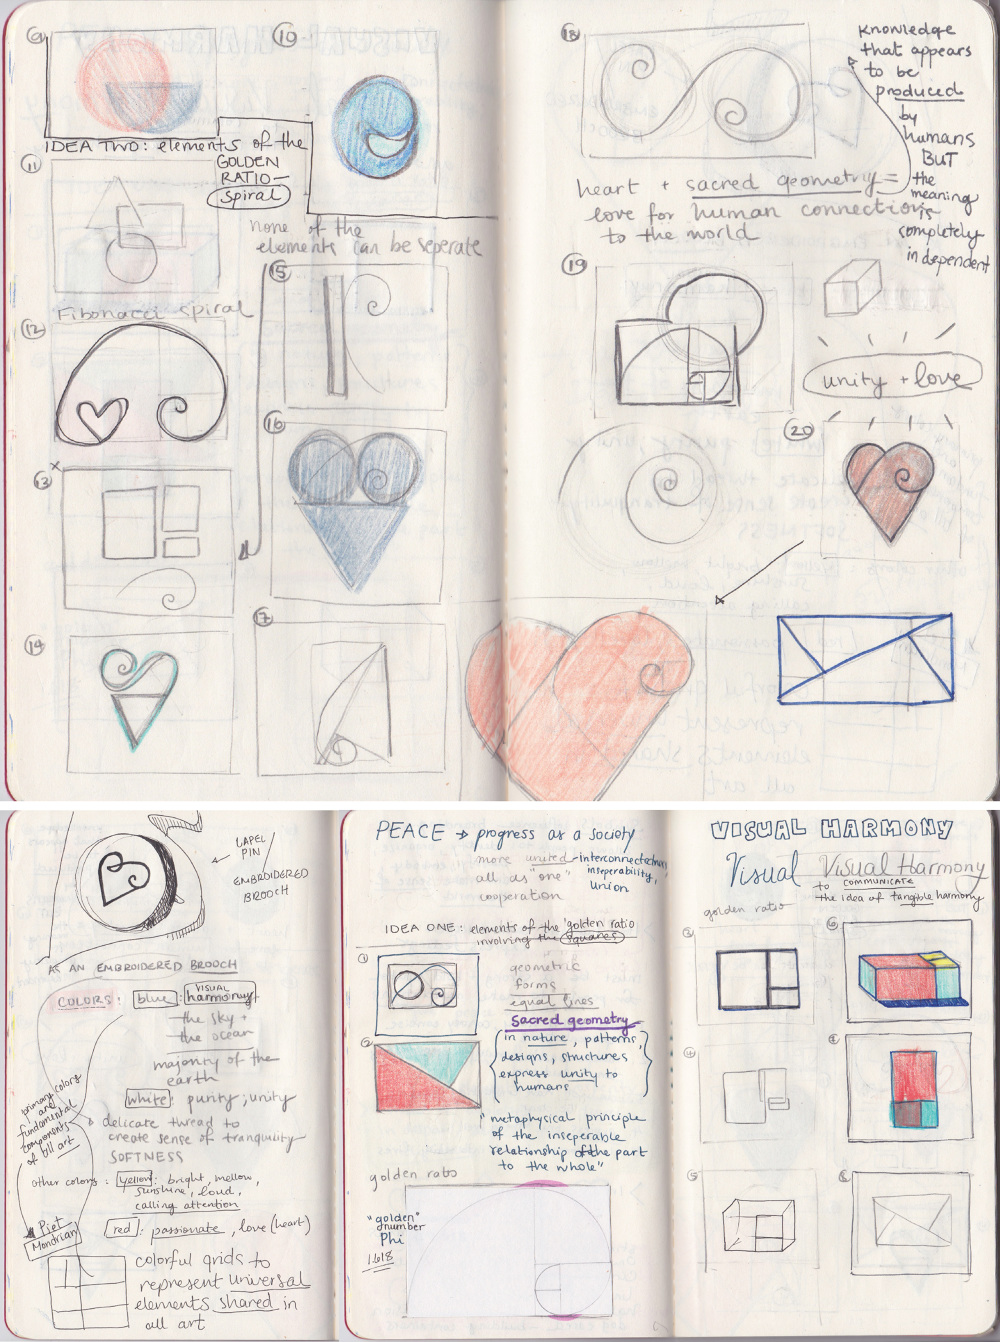 9
10
IDEA TWO: elements of the
GOLDEN
RATIO—
spiral
11
none of the
elements can be seperate
Fibonacci spiral
12
15
13
x
16
14
17
18
knowledge
that appears
to be
produced
by
humans
BUT
the
meaning
is
completely
independent
heart + sacred geometry =
love for human connection
to the world
19
unity + love
20
LAPEL
PIN
EMBROIDERED
BROOCH
AS AN EMBROIDERED BROOCH
COLORS: blue: VISUAL
harmony
the sky +
the ocean
majority of the
earth
white: purity; unity
delicate thread to
create sense of tranquility
SOFTNESS
primary colors
are
fundamental
components
of all art
other colors: yellow: bright, mellow,
sunshine, loud,
calling attention
red: passionate, love (heart)
Piet
Mondrian
colorful grids to
represent universal
elements shared in
all art
PEACE → progress as a society
more united - interconnectedness
all as "one" inseperability,
union
cooperation
IDEA ONE: elements of the 'golden ratio
involving the squares
1
geometric
forms
equal lines
Sacred geometry
2
in nature, patterns,
designs, structures
express unity to
humans
"metaphysical principle
of the inseperable
relationship of the part
to the whole"
golden ratio
"golden"
number
Phi
1.618
VISUAL HARMONY
Visual Visual Harmony
to COMMUNICATE
the idea of tangible harmony
golden ratio
3
6
4
7
5
8